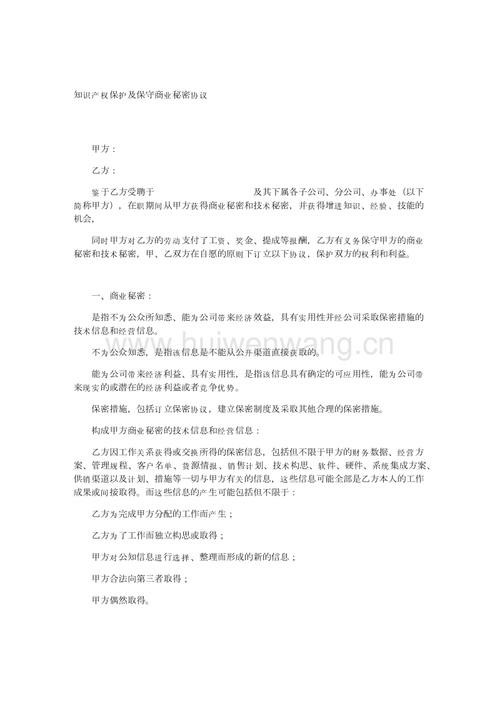 知识产权保护及保守商业秘密协议
甲方：
乙方：
鉴于乙方受聘于 及其下属各子公司、分公司、办事处（以下
简称甲方），在职期间从甲方获得商业秘密和技术秘密，并获得增进知识、经验、技能的
机会，
同时甲方对乙方的劳动支付了工资、奖金、提成等报酬，乙方有义务保守甲方的商业
秘密和技术秘密，甲、乙双方在自愿的原则下订立以下协议，保护双方的权利和利益。
一、商业秘密：
是指不为公众所知悉、能为公司带来经济效益，具有实用性并经公司采取保密措施的
技术信息和经营信息。
不为公众知悉，是指该信息是不能从公开渠道直接获取的。
www.huiwenwang.cn
能为公司带来经济利益、具有实用性，是指该信息具有确定的可应用性，能为公司带
来现实的或潜在的经济利益或者竞争优势。
保密措施，包括订立保密协议，建立保密制度及采取其他合理的保密措施。
构成甲方商业秘密的技术信息和经营信息：
乙方因工作关系获得或交换所得的保密信息，包括但不限于甲方的财务数据、经营方
案、管理规程、客户名单、货源情报、销售计划、技术构思、软件、硬件、系统集成方案、
供销渠道以及计划、措施等一切与甲方有关的信息，这些信息可能全部是乙方本人的工作
成果或间接取得。而这些信息的产生可能包括但不限于：
乙方为完成甲方分配的工作而产生；
乙方为了工作而独立构思或取得；
甲方对公知信息进行选择、整理而形成的新的信息；
甲方合法向第三者取得；
甲方偶然取得。